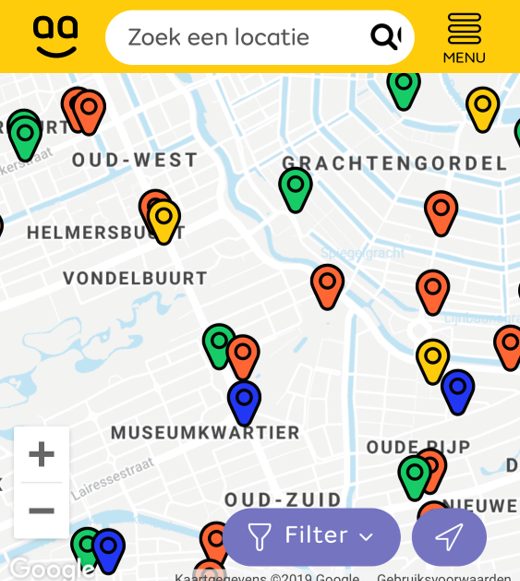 Zoek een locatie
MENU
OUD-WEST
GRACHTENGORDEL
HELMERSBUURT
Spiegelgracht
VONDELBUURT
MUSEUMKWARTIER
OUDE PIJP
Lairessestraat
OUD-ZUID
NIEUWE
Filter
Google
Kaartgegevens ©2019 Google
Gebruiksvoorwaarden